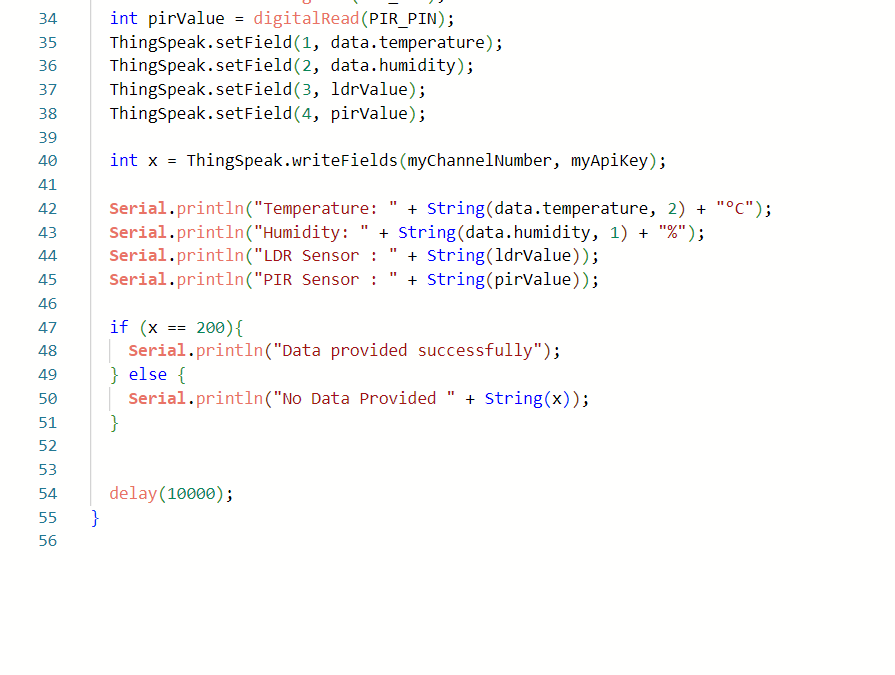 34 int pirValue = digitalRead(PIR_PIN);
35 ThingSpeak.setField(1, data.temperature);
36 ThingSpeak.setField(2, data.humidity);
37 ThingSpeak.setField(3, ldrValue);
38 ThingSpeak.setField(4, pirValue);
39
40 int x = ThingSpeak.writeFields(myChannelNumber, myApiKey);
41
42 Serial.println("Temperature: " + String(data.temperature, 2) + "°C");
43 Serial.println("Humidity: " + String(data.humidity, 1) + "%");
44 Serial.println("LDR Sensor : " + String(ldrValue));
45 Serial.println("PIR Sensor : " + String(pirValue));
46
47 if (x == 200){
48 Serial.println("Data provided successfully");
49 } else {
50 Serial.println("No Data Provided " + String(x));
51 }
52
53
54 delay(10000);
55 }
56